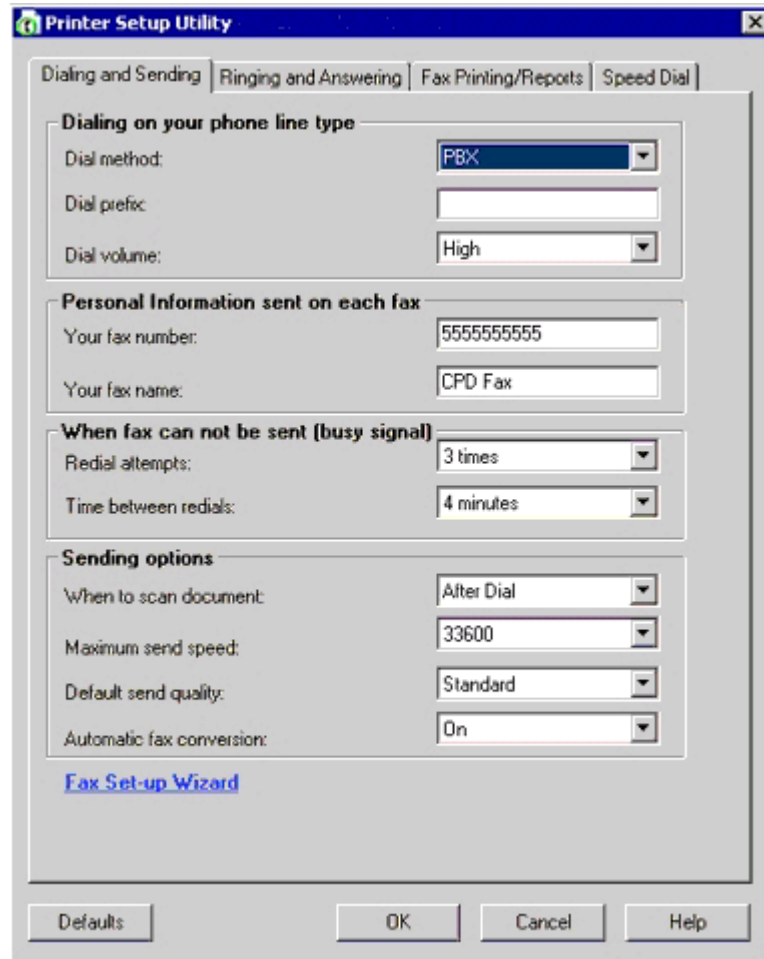 Printer Setup Utility
Dialing and Sending Ringing and Answering Fax Printing/Reports Speed Dial
Dialing on your phone line type
Dial method: PBX
Dial prefix:
Dial volume: High
Personal Information sent on each fax
Your fax number: 5555555555
Your fax name: CPD Fax
When fax can not be sent (busy signal)
Redial attempts: 3 times
Time between redials: 4 minutes
Sending options
When to scan document: After Dial
Maximum send speed: 33600
Default send quality: Standard
Automatic fax conversion: On
Fax Set-up Wizard
Defaults OK Cancel Help